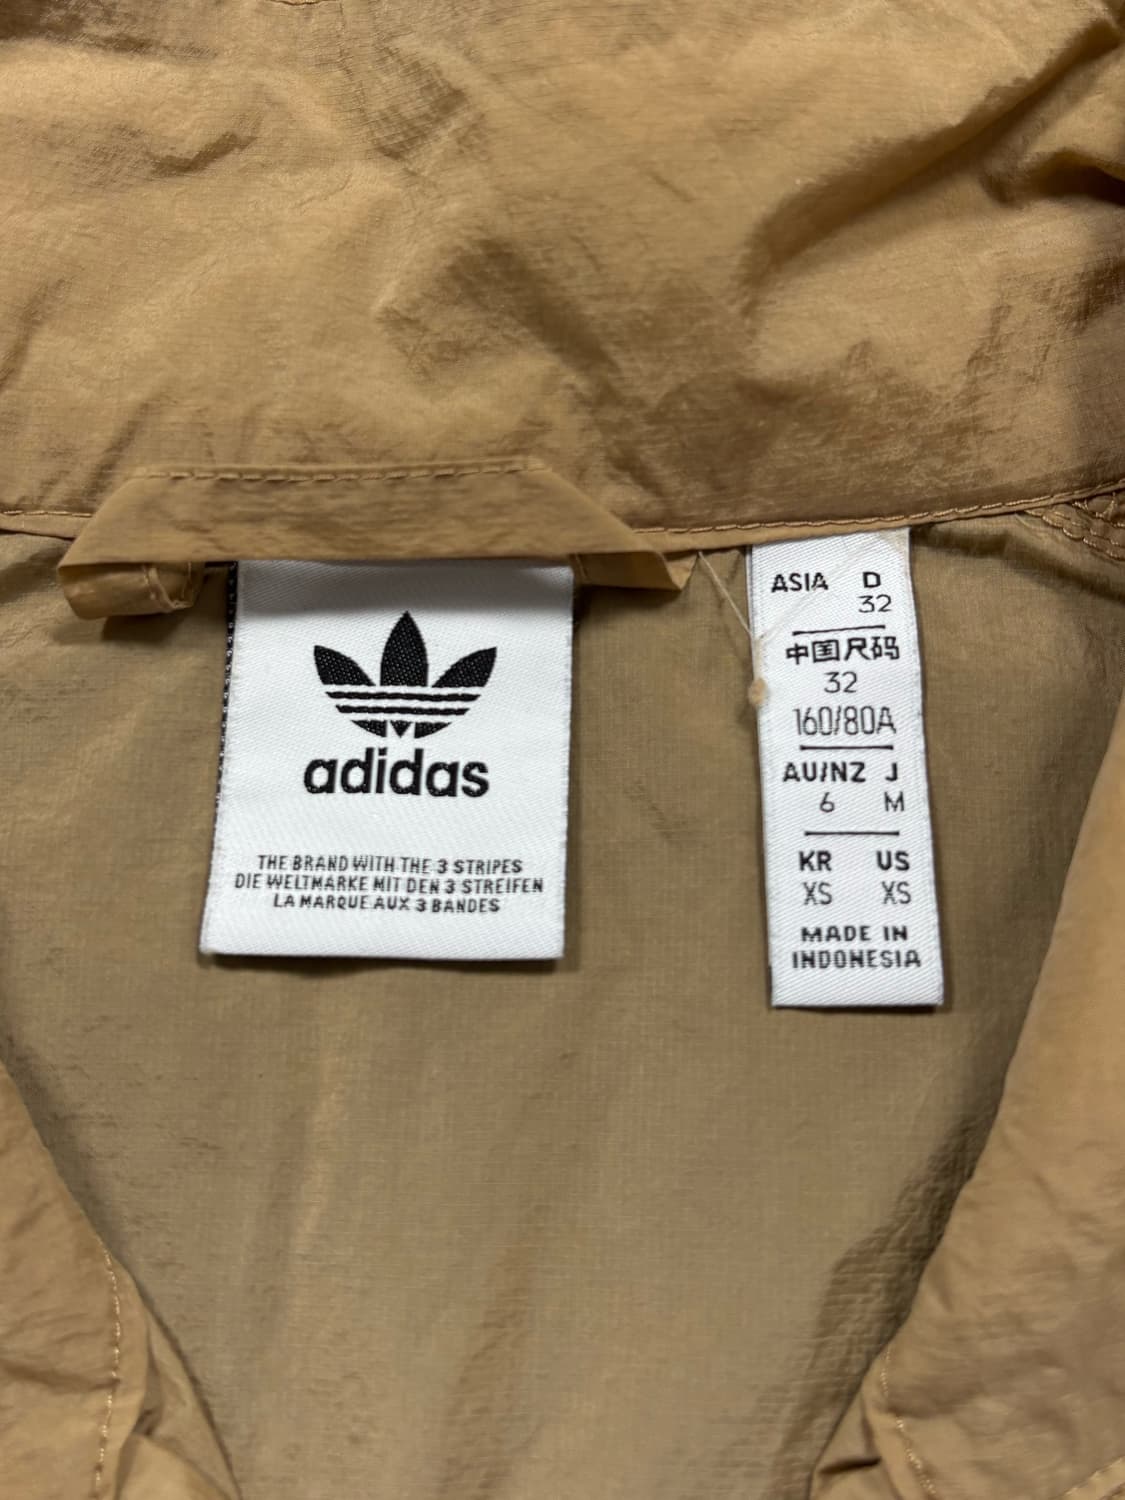 adidas
THE BRAND WITH THE 3 STRIPES
DIE WELTMARKE MIT DEN 3 STREIFEN
LA MARQUE AUX 3 BANDES
ASIA D
32
中国尺码
32
160/80A
AU/NZ J
6 M
KR US
XS XS
MADE IN
INDONESIA